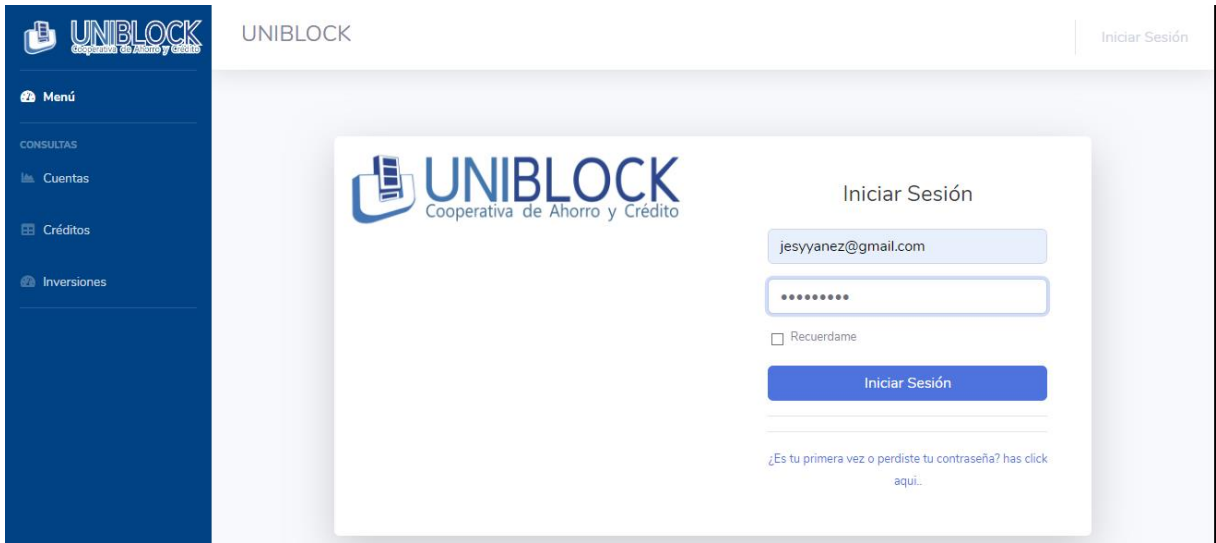 UNIBLOCK
Cooperativa de Ahorro y Crédito
UNIBLOCK
Iniciar Sesión
Menú
CONSULTAS
Cuentas
Créditos
Inversiones
UNIBLOCK
Cooperativa de Ahorro y Crédito
Iniciar Sesión
jesyyanez@gmail.com
•••••••••
Recuerdame
Iniciar Sesión
¿Es tu primera vez o perdiste tu contraseña? has click
aqui..